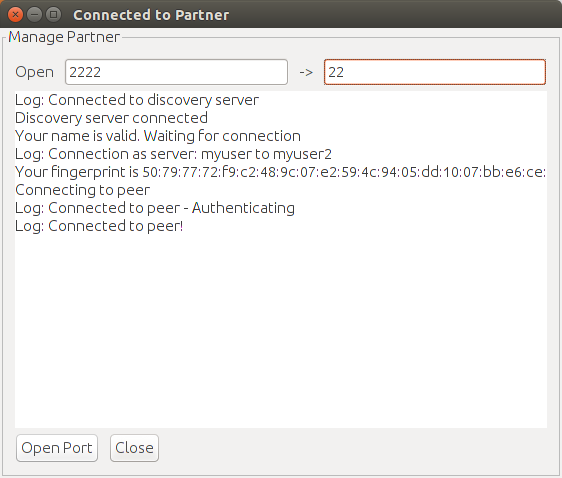 Connected to Partner
Manage Partner
Open 2222 -> 22
Log: Connected to discovery server
Discovery server connected
Your name is valid. Waiting for connection
Log: Connection as server: myuser to myuser2
Your fingerprint is 50:79:77:72:f9:c2:48:9c:07:e2:59:4c:94:05:dd:10:07:bb:e6:ce:
Connecting to peer
Log: Connected to peer - Authenticating
Log: Connected to peer!
Open Port Close